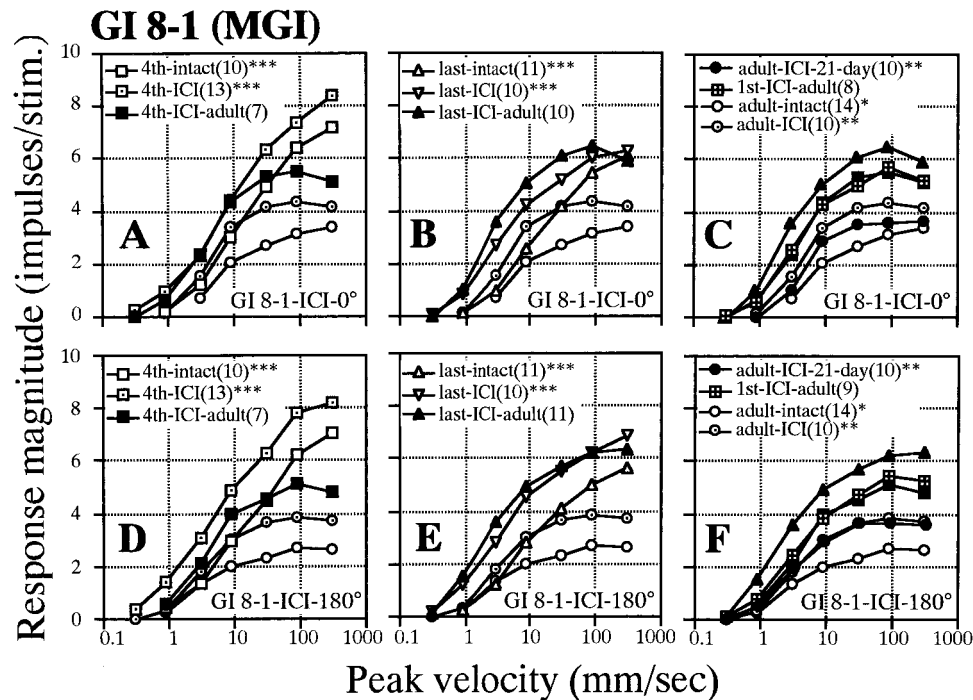 GI 8-1 (MGI)
Response magnitude (impulses/stim.)
10
8
6
4
2
0
4th-intact(10)***
4th-ICI(13)***
4th-ICI-adult(7)
A
GI 8-1-ICI-0°
last-intact(11)***
last-ICI(10)***
last-ICI-adult(10)
B
GI 8-1-ICI-0°
adult-ICI-21-day(10)**
1st-ICI-adult(8)
adult-intact(14)*
adult-ICI(10)**
C
GI 8-1-ICI-0°
10
8
6
4
2
0
4th-intact(10)***
4th-ICI(13)***
4th-ICI-adult(7)
D
GI 8-1-ICI-180°
0.1 1 10 100 1000
last-intact(11)***
last-ICI(10)***
last-ICI-adult(11)
E
GI 8-1-ICI-180°
0.1 1 10 100 1000
adult-ICI-21-day(10)**
1st-ICI-adult(9)
adult-intact(14)*
adult-ICI(10)**
F
GI 8-1-ICI-180°
0.1 1 10 100 1000
Peak velocity (mm/sec)